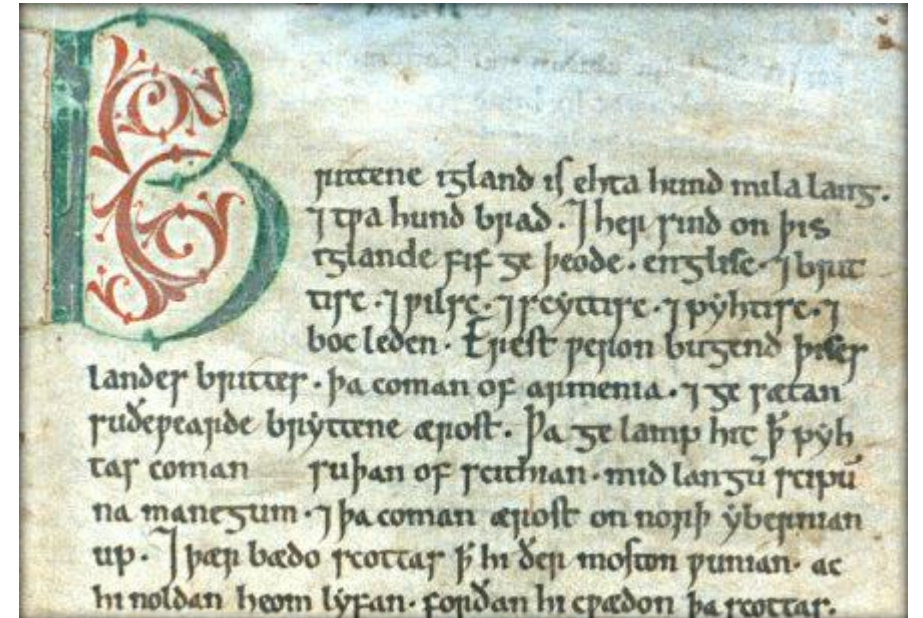 Brittene igland is ehta hund mila lang.
⁊ tƿa hund brad. ⁊ her sind on þis
iglande fif ge þeode. englisc. ⁊ brit
tisc. ⁊ ƿilsc. ⁊ scyttisc. ⁊ pyhtisc. ⁊
boc leden. Erest ƿeron bugend þises
landes brittes. þa coman of armenia. ⁊ ge sætan
suðeƿearde bryttene ærost. Þa ge lamp hit ꝥ pyh
tas coman suþan of scithian. mid langū scipū
na manegum. ⁊ þa coman ærost on norþ ybernian
up. ⁊ þær bædo scottas ꝥ hi ðer moston ƿunian. ac
hi noldan heom lyfan. forðan hi cƿædon þa scottas.